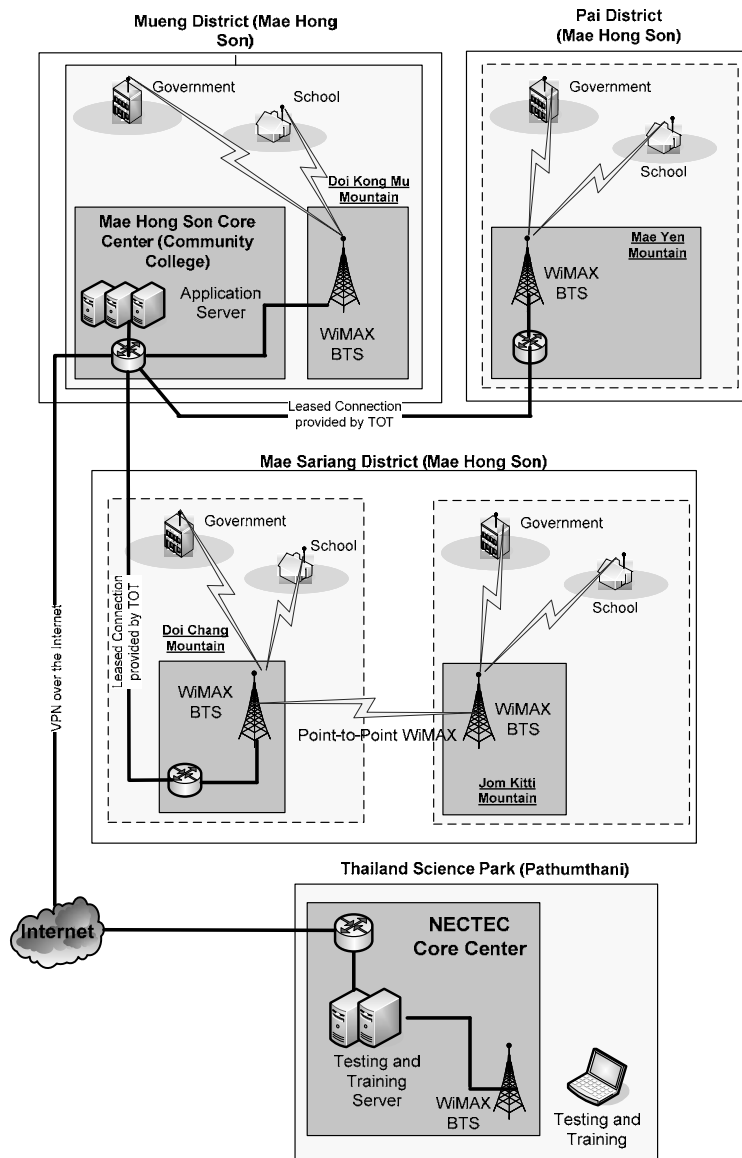 Mueng District (Mae Hong
Son)
Government
School
Doi Kong Mu
Mountain
Mae Hong Son Core
Center (Community
College)
Application
Server
WiMAX
BTS
Pai District
(Mae Hong Son)
Government
School
Mae Yen
Mountain
WiMAX
BTS
Leased Connection
provided by TOT
Mae Sariang District (Mae Hong Son)
Government
School
Doi Chang
Mountain
WiMAX
BTS
Point-to-Point WiMAX
Government
School
WiMAX
BTS
Jom Kitti
Mountain
VPN over the Internet
Leased Connection
provided by TOT
Internet
Thailand Science Park (Pathumthani)
NECTEC
Core Center
Testing and
Training
Server
WiMAX
BTS
Testing and
Training